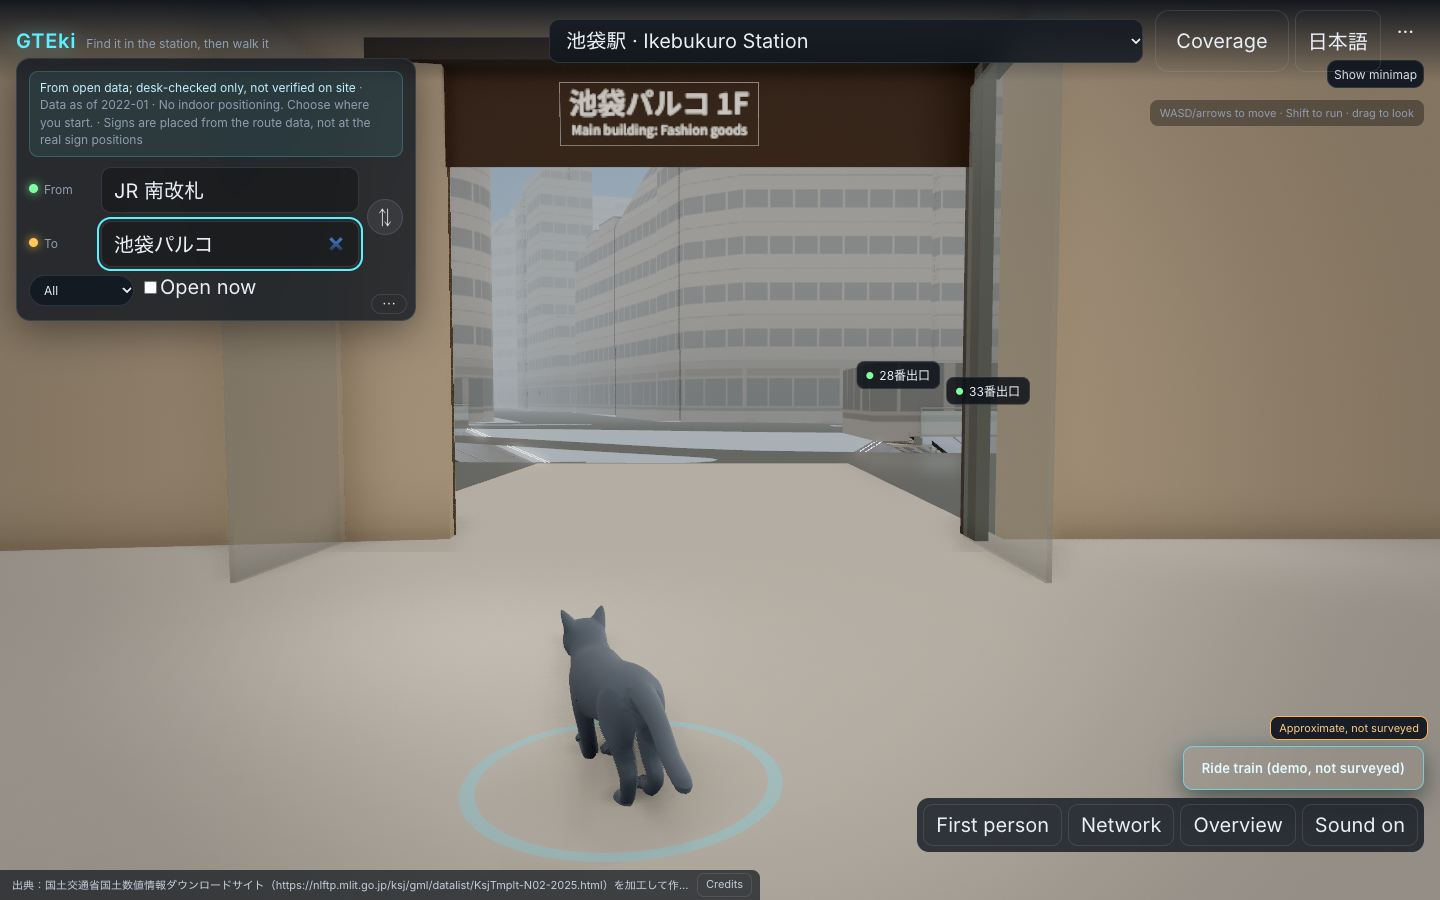 GTEki Find it in the station, then walk it
池袋駅 · Ikebukuro Station
Coverage
日本語
...
Show minimap
WASD/arrows to move · Shift to run · drag to look
From open data; desk-checked only, not verified on site ·
Data as of 2022-01 · No indoor positioning. Choose where
you start. · Signs are placed from the route data, not at the
real sign positions
From JR 南改札
To 池袋パルコ
All
Open now
...
池袋パルコ 1F
Main building: Fashion goods
28番出口
33番出口
Approximate, not surveyed
Ride train (demo, not surveyed)
First person
Network
Overview
Sound on
出典：国土交通省国土数値情報ダウンロードサイト（https://nlftp.mlit.go.jp/ksj/gml/datalist/KsjTmplt-N02-2025.html）を加工して作...
Credits